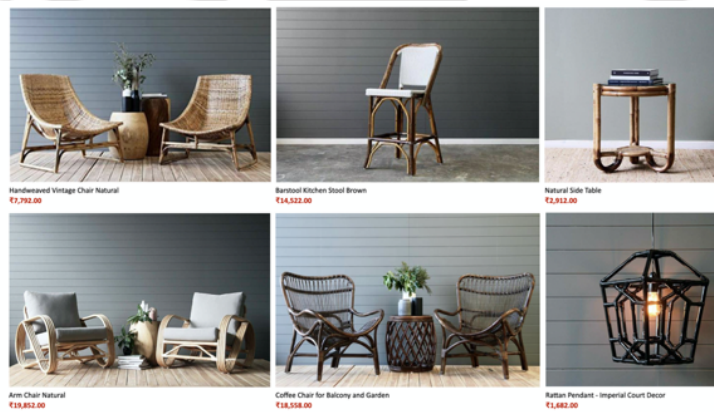 Handweaved Vintage Chair Natural
₹7,792.00
Barstool Kitchen Stool Brown
₹14,522.00
Natural Side Table
₹2,912.00
Arm Chair Natural
₹19,852.00
Coffee Chair for Balcony and Garden
₹18,558.00
Rattan Pendant - Imperial Court Decor
₹1,682.00